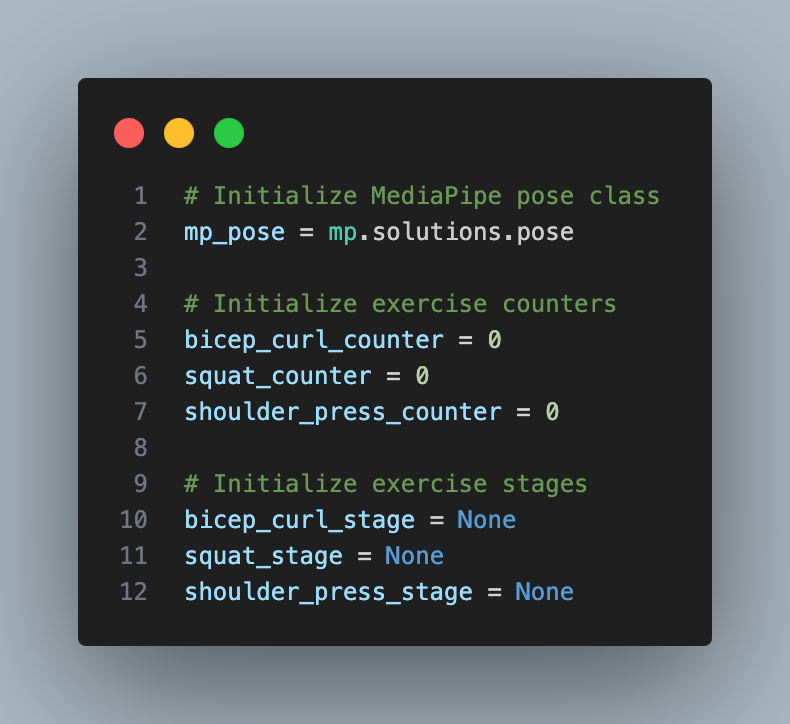 1 # Initialize MediaPipe pose class
2 mp_pose = mp.solutions.pose
3
4 # Initialize exercise counters
5 bicep_curl_counter = 0
6 squat_counter = 0
7 shoulder_press_counter = 0
8
9 # Initialize exercise stages
10 bicep_curl_stage = None
11 squat_stage = None
12 shoulder_press_stage = None